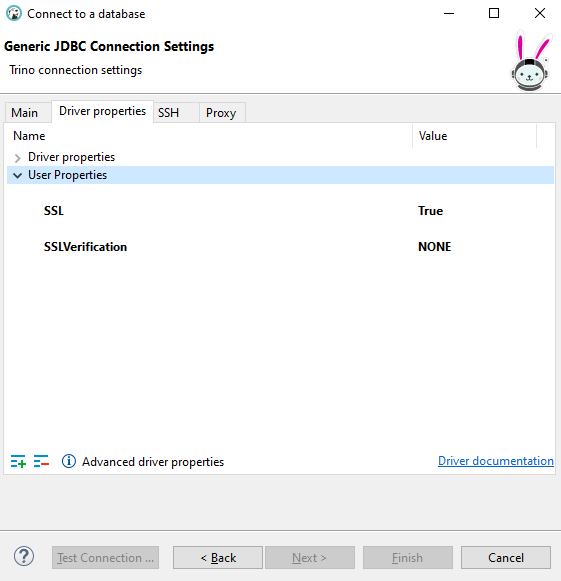 Connect to a database
Generic JDBC Connection Settings
Trino connection settings
Main Driver properties SSH Proxy
Name Value
Driver properties
User Properties
SSL True
SSLVerification NONE
Advanced driver properties Driver documentation
? Test Connection ... < Back Next > Finish Cancel